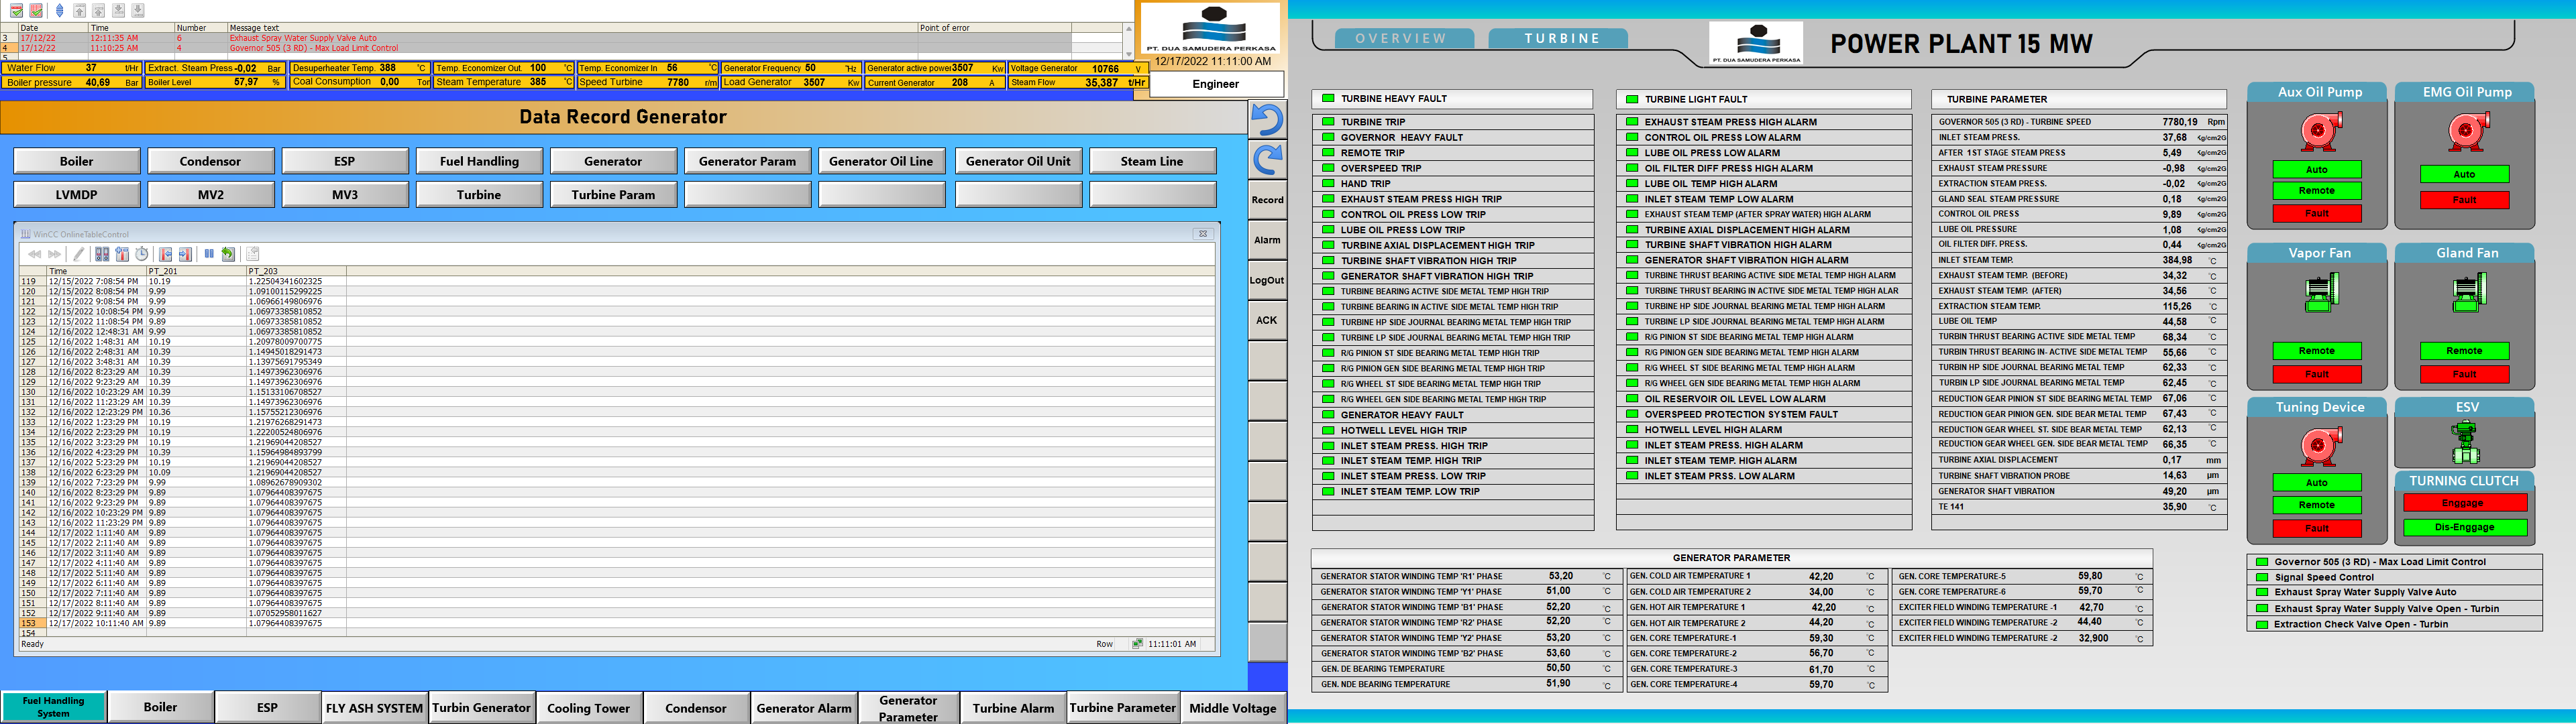 Date Time Number Message text Point of error
3 17/12/22 12:11:35 AM 6 Exhaust Spray Water Supply Valve Auto
4 17/12/22 11:10:25 AM 4 Governor 505 (3 RD) - Max Load Limit Control
5
PT. DUA SAMUDERA PERKASA
12/17/2022 11:11:00 AM
Engineer
Water Flow 37 t/Hr Extract. Steam Press -0,02 Bar Desuperheater Temp. 388 °C Temp. Economizer Out. 100 °C Temp. Economizer In 56 °C Generator Frequency 50 Hz Generator active power 3507 Kw Voltage Generator 10766 V
Boiler pressure 40,69 Bar Boiler Level 57,97 % Coal Consumption 0,00 Ton Steam Temperature 385 °C Speed Turbine 7780 r/m Load Generator 3507 Kw Current Generator 208 A Steam Flow 35,387 t/Hr
Data Record Generator
Boiler Condensor ESP Fuel Handling Generator Generator Param Generator Oil Line Generator Oil Unit Steam Line
LVMDP MV2 MV3 Turbine Turbine Param
Record
Alarm
LogOut
ACK
WinCC OnlineTableControl
Time PT_201 PT_203
119 12/15/2022 7:08:54 PM 10.19 1.22504341602325
120 12/15/2022 8:08:54 PM 9.99 1.09100115299225
121 12/15/2022 9:08:54 PM 9.99 1.06966149806976
122 12/15/2022 10:08:54 PM 9.99 1.06973385810852
123 12/15/2022 11:08:54 PM 9.89 1.06973385810852
124 12/16/2022 12:48:31 AM 9.99 1.06973385810852
125 12/16/2022 1:48:31 AM 10.19 1.20978009700775
126 12/16/2022 2:48:31 AM 10.39 1.14945018291473
127 12/16/2022 3:48:31 AM 10.39 1.13975691795349
128 12/16/2022 8:23:29 AM 10.39 1.14973962306976
129 12/16/2022 9:23:29 AM 10.39 1.14973962306976
130 12/16/2022 10:23:29 AM 10.39 1.15133106708527
131 12/16/2022 11:23:29 AM 10.39 1.14973962306976
132 12/16/2022 12:23:29 PM 10.36 1.15755212306976
133 12/16/2022 1:23:29 PM 10.19 1.21976268291473
134 12/16/2022 2:23:29 PM 10.19 1.22200524806976
135 12/16/2022 3:23:29 PM 10.19 1.21969044208527
136 12/16/2022 4:23:29 PM 10.39 1.15964984893799
137 12/16/2022 5:23:29 PM 10.19 1.21969044208527
138 12/16/2022 6:23:29 PM 10.09 1.21969044208527
139 12/16/2022 7:23:29 PM 9.99 1.08962678909302
140 12/16/2022 8:23:29 PM 9.89 1.07964408397675
141 12/16/2022 9:23:29 PM 9.89 1.07964408397675
142 12/16/2022 10:23:29 PM 9.89 1.07964408397675
143 12/16/2022 11:23:29 PM 9.89 1.07964408397675
144 12/17/2022 1:11:40 AM 9.89 1.07964408397675
145 12/17/2022 2:11:40 AM 9.89 1.07964408397675
146 12/17/2022 3:11:40 AM 9.89 1.07964408397675
147 12/17/2022 4:11:40 AM 9.89 1.07964408397675
148 12/17/2022 5:11:40 AM 9.89 1.07964408397675
149 12/17/2022 6:11:40 AM 9.89 1.07964408397675
150 12/17/2022 7:11:40 AM 9.89 1.07964408397675
151 12/17/2022 8:11:40 AM 9.89 1.07964408397675
152 12/17/2022 9:11:40 AM 9.89 1.07052958011627
153 12/17/2022 10:11:40 AM 9.89 1.07964408397675
154
Ready Row 11:11:01 AM
Fuel Handling System Boiler ESP FLY ASH SYSTEM Turbin Generator Cooling Tower Condensor Generator Alarm Generator Parameter Turbine Alarm Turbine Parameter Middle Voltage
OVERVIEW TURBINE
PT. DUA SAMUDERA PERKASA
POWER PLANT 15 MW
TURBINE HEAVY FAULT
TURBINE TRIP
GOVERNOR HEAVY FAULT
REMOTE TRIP
OVERSPEED TRIP
HAND TRIP
EXHAUST STEAM PRESS HIGH TRIP
CONTROL OIL PRESS LOW TRIP
LUBE OIL PRESS LOW TRIP
TURBINE AXIAL DISPLACEMENT HIGH TRIP
TURBINE SHAFT VIBRATION HIGH TRIP
GENERATOR SHAFT VIBRATION HIGH TRIP
TURBINE BEARING ACTIVE SIDE METAL TEMP HIGH TRIP
TURBINE BEARING IN ACTIVE SIDE METAL TEMP HIGH TRIP
TURBINE HP SIDE JOURNAL BEARING METAL TEMP HIGH TRIP
TURBINE LP SIDE JOURNAL BEARING METAL TEMP HIGH TRIP
R/G PINION ST SIDE BEARING METAL TEMP HIGH TRIP
R/G PINION GEN SIDE BEARING METAL TEMP HIGH TRIP
R/G WHEEL ST SIDE BEARING METAL TEMP HIGH TRIP
R/G WHEEL GEN SIDE BEARING METAL TEMP HIGH TRIP
GENERATOR HEAVY FAULT
HOTWELL LEVEL HIGH TRIP
INLET STEAM PRESS. HIGH TRIP
INLET STEAM TEMP. HIGH TRIP
INLET STEAM PRESS. LOW TRIP
INLET STEAM TEMP. LOW TRIP
TURBINE LIGHT FAULT
EXHAUST STEAM PRESS HIGH ALARM
CONTROL OIL PRESS LOW ALARM
LUBE OIL PRESS LOW ALARM
OIL FILTER DIFF PRESS HIGH ALARM
LUBE OIL TEMP HIGH ALARM
INLET STEAM TEMP LOW ALARM
EXHAUST STEAM TEMP (AFTER SPRAY WATER) HIGH ALARM
TURBINE AXIAL DISPLACEMENT HIGH ALARM
TURBINE SHAFT VIBRATION HIGH ALARM
GENERATOR SHAFT VIBRATION HIGH ALARM
TURBINE THRUST BEARING ACTIVE SIDE METAL TEMP HIGH ALARM
TURBINE THRUST BEARING IN ACTIVE SIDE METAL TEMP HIGH ALAR
TURBINE HP SIDE JOURNAL BEARING METAL TEMP HIGH ALARM
TURBINE LP SIDE JOURNAL BEARING METAL TEMP HIGH ALARM
R/G PINION ST SIDE BEARING METAL TEMP HIGH ALARM
R/G PINION GEN SIDE BEARING METAL TEMP HIGH ALARM
R/G WHEEL ST SIDE BEARING METAL TEMP HIGH ALARM
R/G WHEEL GEN SIDE BEARING METAL TEMP HIGH ALARM
OIL RESERVOIR OIL LEVEL LOW ALARM
OVERSPEED PROTECTION SYSTEM FAULT
HOTWELL LEVEL HIGH ALARM
INLET STEAM PRESS. HIGH ALARM
INLET STEAM TEMP. HIGH ALARM
INLET STEAM PRSS. LOW ALARM
TURBINE PARAMETER
GOVERNOR 505 (3 RD) - TURBINE SPEED 7780,19 Rpm
INLET STEAM PRESS. 37,68 Kg/cm2G
AFTER 1ST STAGE STEAM PRESS 5,49 Kg/cm2G
EXHAUST STEAM PRESSURE -0,98 Kg/cm2G
EXTRACTION STEAM PRESS. -0,02 Kg/cm2G
GLAND SEAL STEAM PRESSURE 0,18 Kg/cm2G
CONTROL OIL PRESS 9,89 Kg/cm2G
LUBE OIL PRESSURE 1,08 Kg/cm2G
OIL FILTER DIFF. PRESS. 0,44 Kg/cm2G
INLET STEAM TEMP. 384,98 °C
EXHAUST STEAM TEMP. (BEFORE) 34,32 °C
EXHAUST STEAM TEMP. (AFTER) 34,56 °C
EXTRACTION STEAM TEMP. 115,26 °C
LUBE OIL TEMP 44,58 °C
TURBIN THRUST BEARING ACTIVE SIDE METAL TEMP 68,34 °C
TURBIN THRUST BEARING IN- ACTIVE SIDE METAL TEMP 55,66 °C
TURBIN HP SIDE JOURNAL BEARING METAL TEMP 62,33 °C
TURBIN LP SIDE JOURNAL BEARING METAL TEMP 62,45 °C
REDUCTION GEAR PINION ST SIDE BEARING METAL TEMP 67,06 °C
REDUCTION GEAR PINION GEN. SIDE BEAR METAL TEMP 67,43 °C
REDUCTION GEAR WHEEL ST. SIDE BEAR METAL TEMP 62,13 °C
REDUCTION GEAR WHEEL GEN. SIDE BEAR METAL TEMP 66,35 °C
TURBINE AXIAL DISPLACEMENT 0,17 mm
TURBINE SHAFT VIBRATION PROBE 14,63 µm
GENERATOR SHAFT VIBRATION 49,20 µm
TE 141 35,90 °C
GENERATOR PARAMETER
GENERATOR STATOR WINDING TEMP 'R1' PHASE 53,20 °C
GENERATOR STATOR WINDING TEMP 'Y1' PHASE 51,00 °C
GENERATOR STATOR WINDING TEMP 'B1' PHASE 52,20 °C
GENERATOR STATOR WINDING TEMP 'R2' PHASE 52,20 °C
GENERATOR STATOR WINDING TEMP 'Y2' PHASE 53,20 °C
GENERATOR STATOR WINDING TEMP 'B2' PHASE 53,60 °C
GEN. DE BEARING TEMPERATURE 50,50 °C
GEN. NDE BEARING TEMPERATURE 51,90 °C
GEN. COLD AIR TEMPERATURE 1 42,20 °C
GEN. COLD AIR TEMPERATURE 2 34,00 °C
GEN. HOT AIR TEMPERATURE 1 42,20 °C
GEN. HOT AIR TEMPERATURE 2 44,20 °C
GEN. CORE TEMPERATURE-1 59,30 °C
GEN. CORE TEMPERATURE-2 56,70 °C
GEN. CORE TEMPERATURE-3 61,70 °C
GEN. CORE TEMPERATURE-4 59,70 °C
GEN. CORE TEMPERATURE-5 59,80 °C
GEN. CORE TEMPERATURE-6 59,70 °C
EXCITER FIELD WINDING TEMPERATURE -1 42,70 °C
EXCITER FIELD WINDING TEMPERATURE -2 44,40 °C
EXCITER FIELD WINDING TEMPERATURE -2 32,900 °C
Aux Oil Pump
Auto
Remote
Fault
EMG Oil Pump
Auto
Fault
Vapor Fan
Remote
Fault
Gland Fan
Remote
Fault
Tuning Device
Auto
Remote
Fault
ESV
TURNING CLUTCH
Enggage
Dis-Enggage
Governor 505 (3 RD) - Max Load Limit Control
Signal Speed Control
Exhaust Spray Water Supply Valve Auto
Exhaust Spray Water Supply Valve Open - Turbin
Extraction Check Valve Open - Turbin